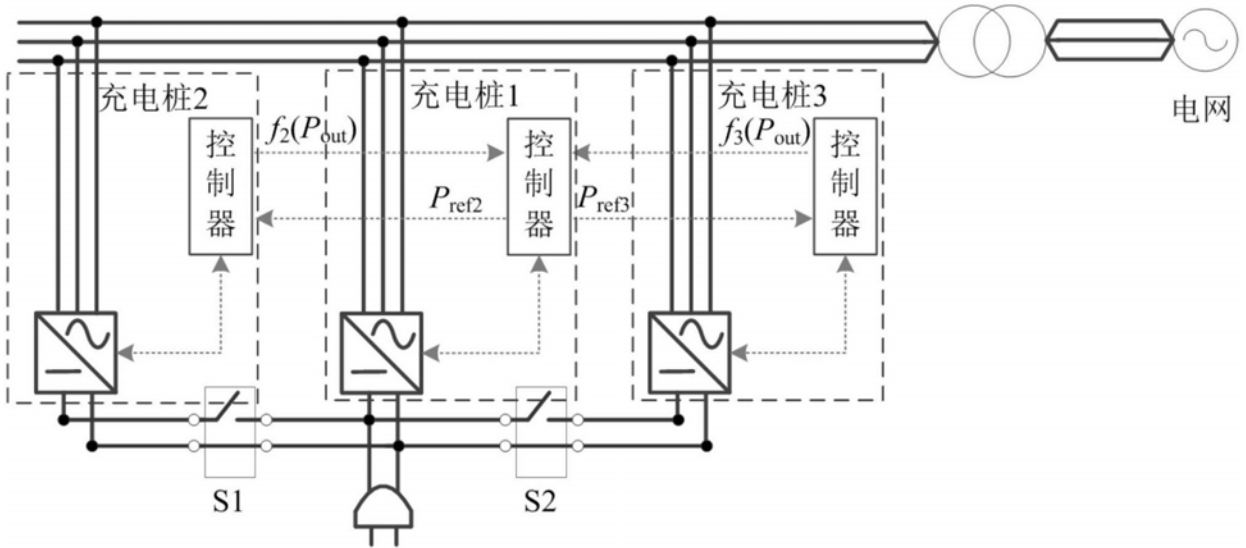 充电桩2
充电桩1
充电桩3
电网
控制器
f₂(Pout)
控制器
f₃(Pout)
控制器
Pref2
Pref3
S1
S2